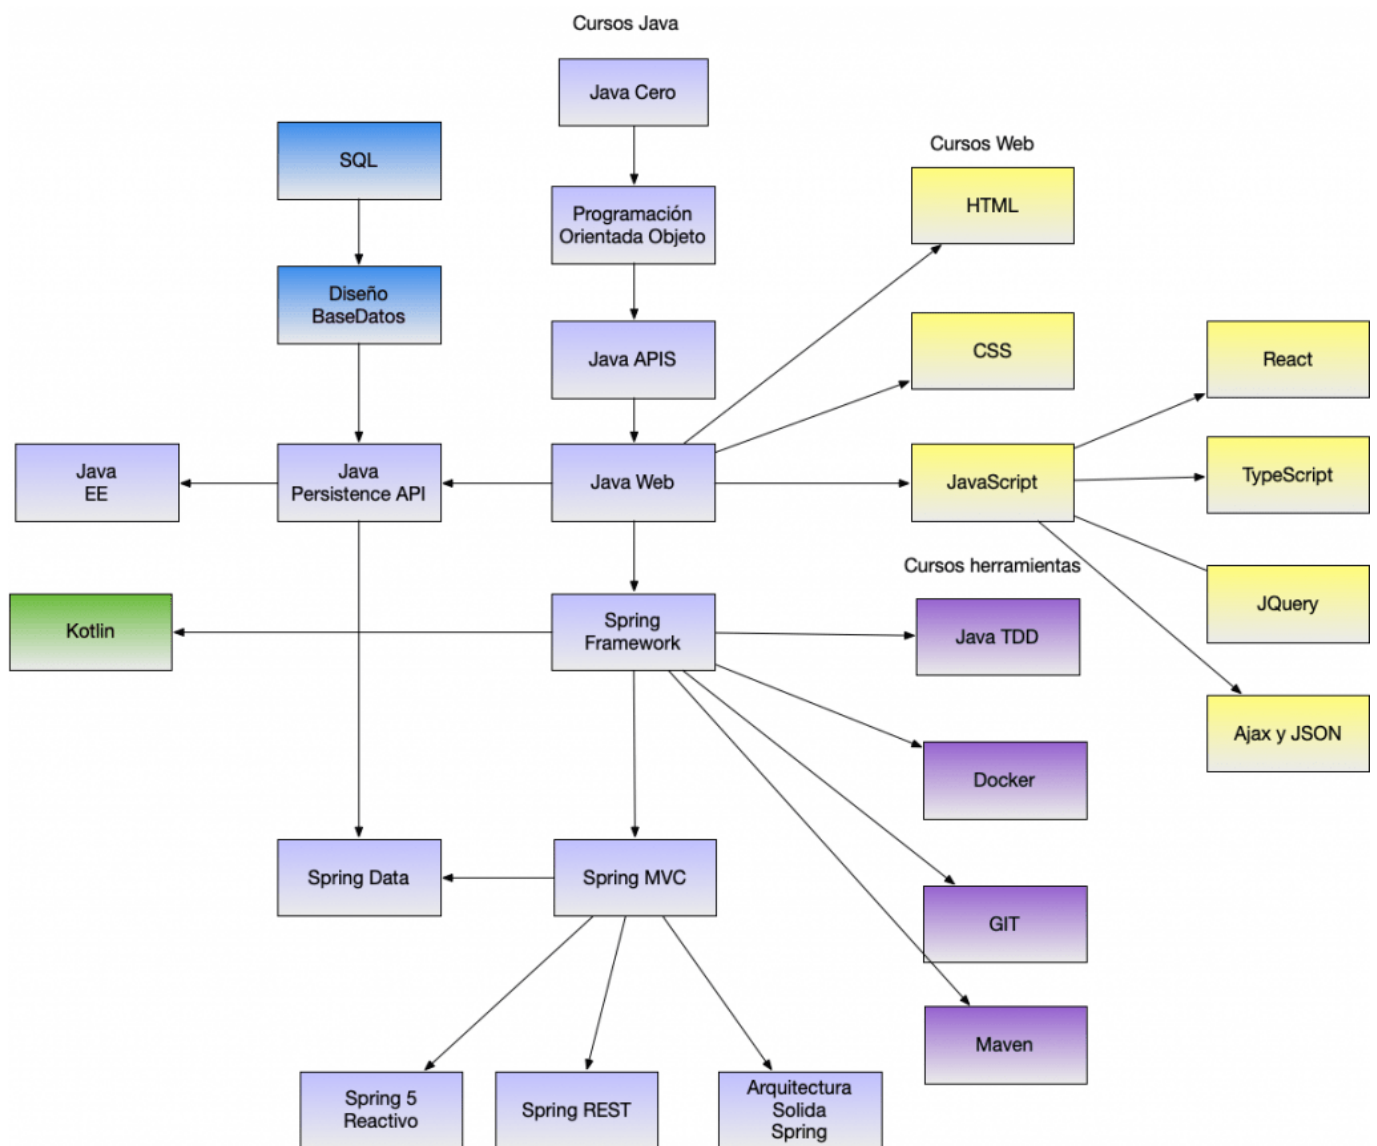 Cursos Java
Java Cero
SQL
Cursos Web
HTML
Programación
Orientada Objeto
Diseño
BaseDatos
Java APIS
CSS
React
Java
EE
Java
Persistence API
Java Web
JavaScript
TypeScript
Cursos herramientas
Kotlin
Spring
Framework
Java TDD
JQuery
Ajax y JSON
Docker
Spring Data
Spring MVC
GIT
Maven
Spring 5
Reactivo
Spring REST
Arquitectura
Solida
Spring